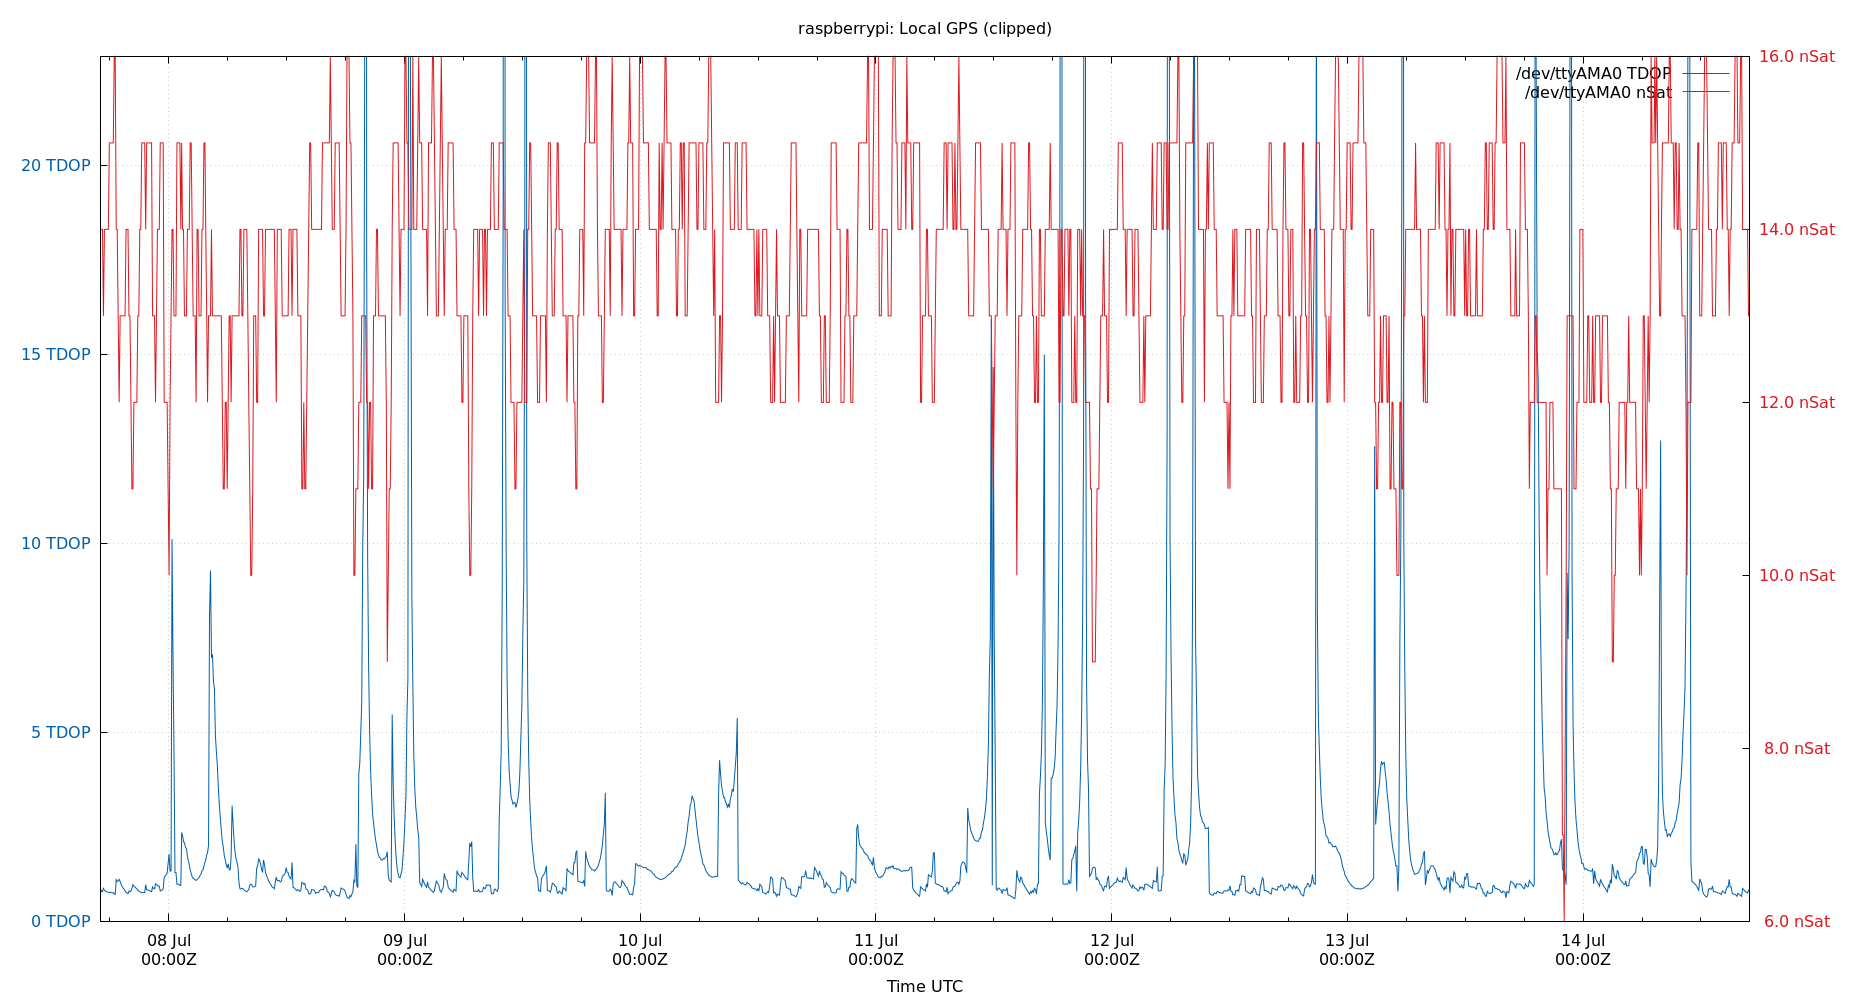 raspberrypi: Local GPS (clipped)
16.0 nSat
/dev/ttyAMA0 TDOP
/dev/ttyAMA0 nSat
20 TDOP
14.0 nSat
15 TDOP
12.0 nSat
10 TDOP
10.0 nSat
5 TDOP
8.0 nSat
0 TDOP
6.0 nSat
08 Jul 09 Jul 10 Jul 11 Jul 12 Jul 13 Jul 14 Jul
00:00Z 00:00Z 00:00Z 00:00Z 00:00Z 00:00Z 00:00Z
Time UTC